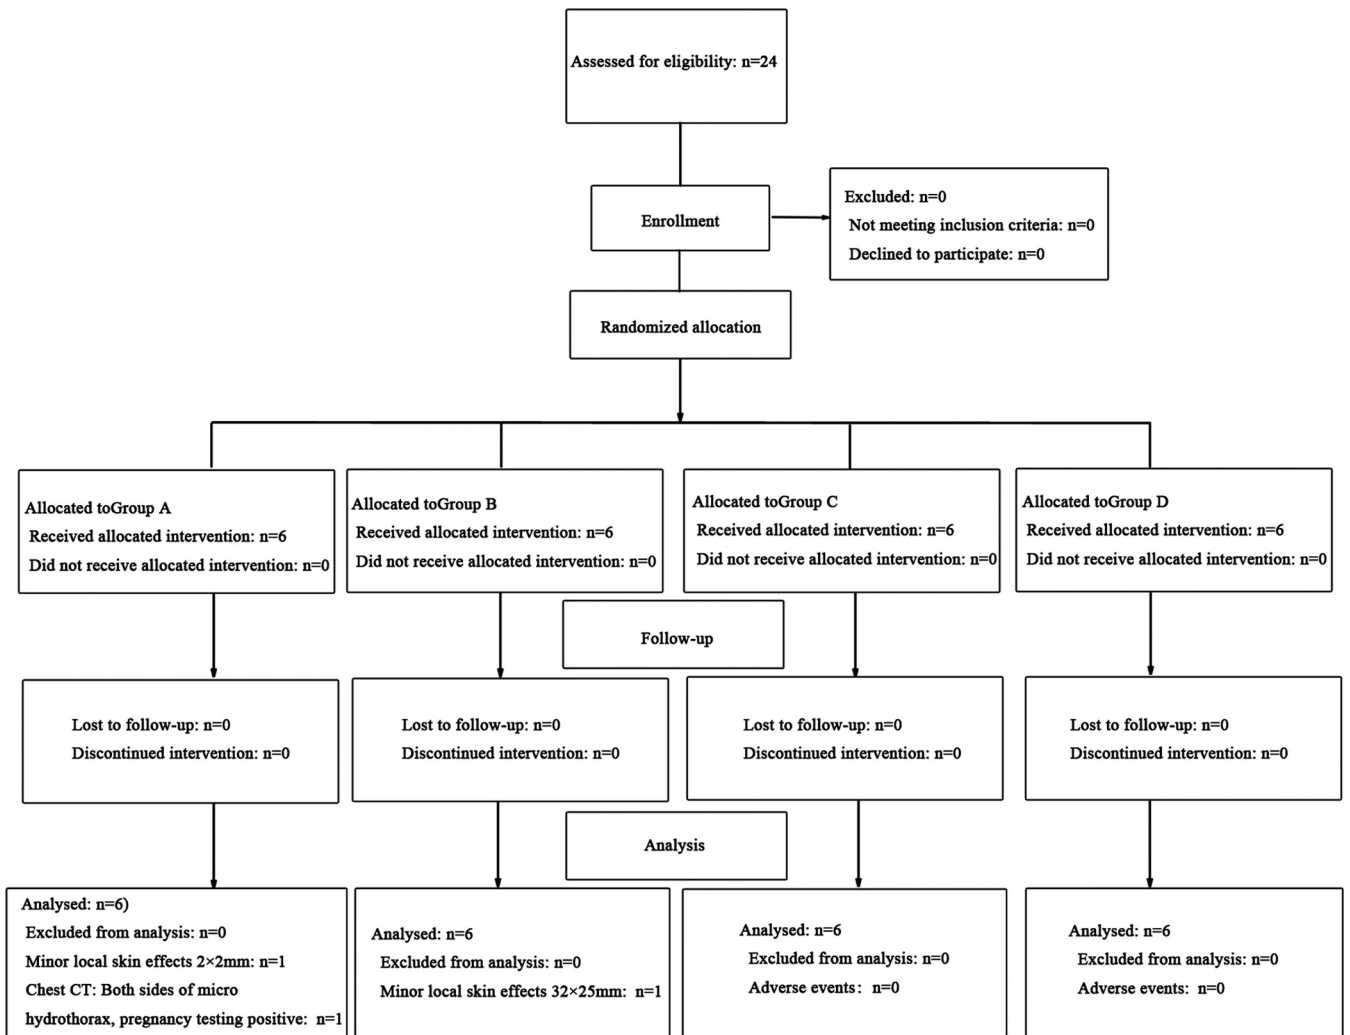 Assessed for eligibility: n=24
Enrollment
Excluded: n=0
Not meeting inclusion criteria: n=0
Declined to participate: n=0
Randomized allocation
Allocated toGroup A
Received allocated intervention: n=6
Did not receive allocated intervention: n=0
Allocated toGroup B
Received allocated intervention: n=6
Did not receive allocated intervention: n=0
Allocated toGroup C
Received allocated intervention: n=6
Did not receive allocated intervention: n=0
Allocated toGroup D
Received allocated intervention: n=6
Did not receive allocated intervention: n=0
Follow-up
Lost to follow-up: n=0
Discontinued intervention: n=0
Lost to follow-up: n=0
Discontinued intervention: n=0
Lost to follow-up: n=0
Discontinued intervention: n=0
Lost to follow-up: n=0
Discontinued intervention: n=0
Analysis
Analysed: n=6)
Excluded from analysis: n=0
Minor local skin effects 2×2mm: n=1
Chest CT: Both sides of micro
hydrothorax, pregnancy testing positive: n=1
Analysed: n=6
Excluded from analysis: n=0
Minor local skin effects 32×25mm: n=1
Analysed: n=6
Excluded from analysis: n=0
Adverse events: n=0
Analysed: n=6
Excluded from analysis: n=0
Adverse events: n=0